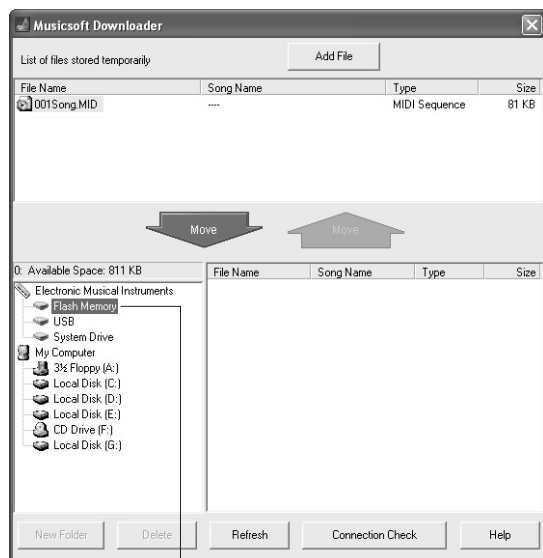 Musicsoft Downloader
List of files stored temporarily
Add File
File Name Song Name Type Size
001Song.MID ---- MIDI Sequence 81 KB
Move Move
0: Available Space: 811 KB
File Name Song Name Type Size
Electronic Musical Instruments
Flash Memory
USB
System Drive
My Computer
3½ Floppy (A:)
Local Disk (C:)
Local Disk (D:)
Local Disk (E:)
CD Drive (F:)
Local Disk (G:)
New Folder Delete Refresh Connection Check Help